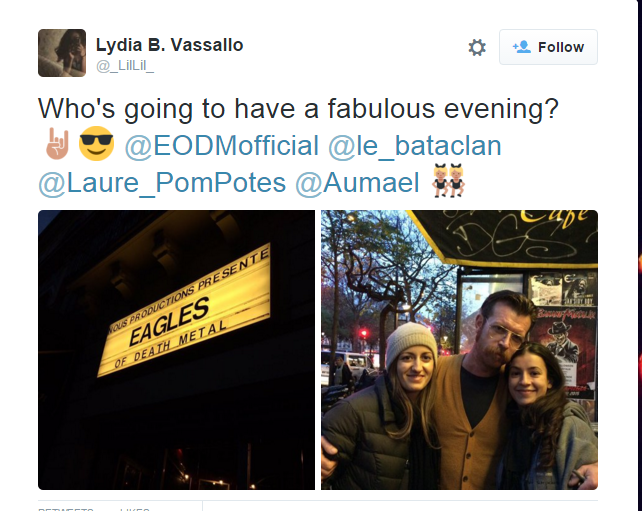 Lydia B. Vassallo
@_LilLil_
Follow
Who's going to have a fabulous evening?
@EODMofficial @le_bataclan
@Laure_PomPotes @Aumael
NOUS PRODUCTIONS PRESENTE
EAGLES
OF DEATH METAL
Cafe